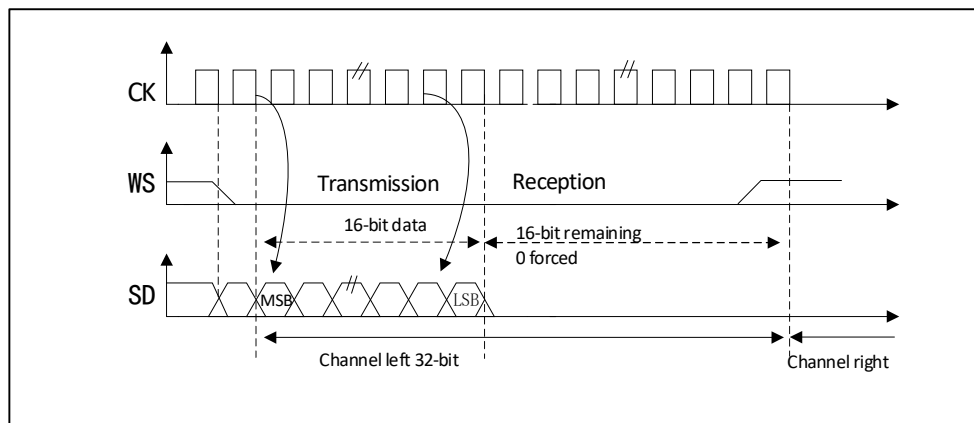 CK
WS
Transmission
Reception
16-bit data
16-bit remaining
0 forced
SD
MSB
LSB
Channel left 32-bit
Channel right